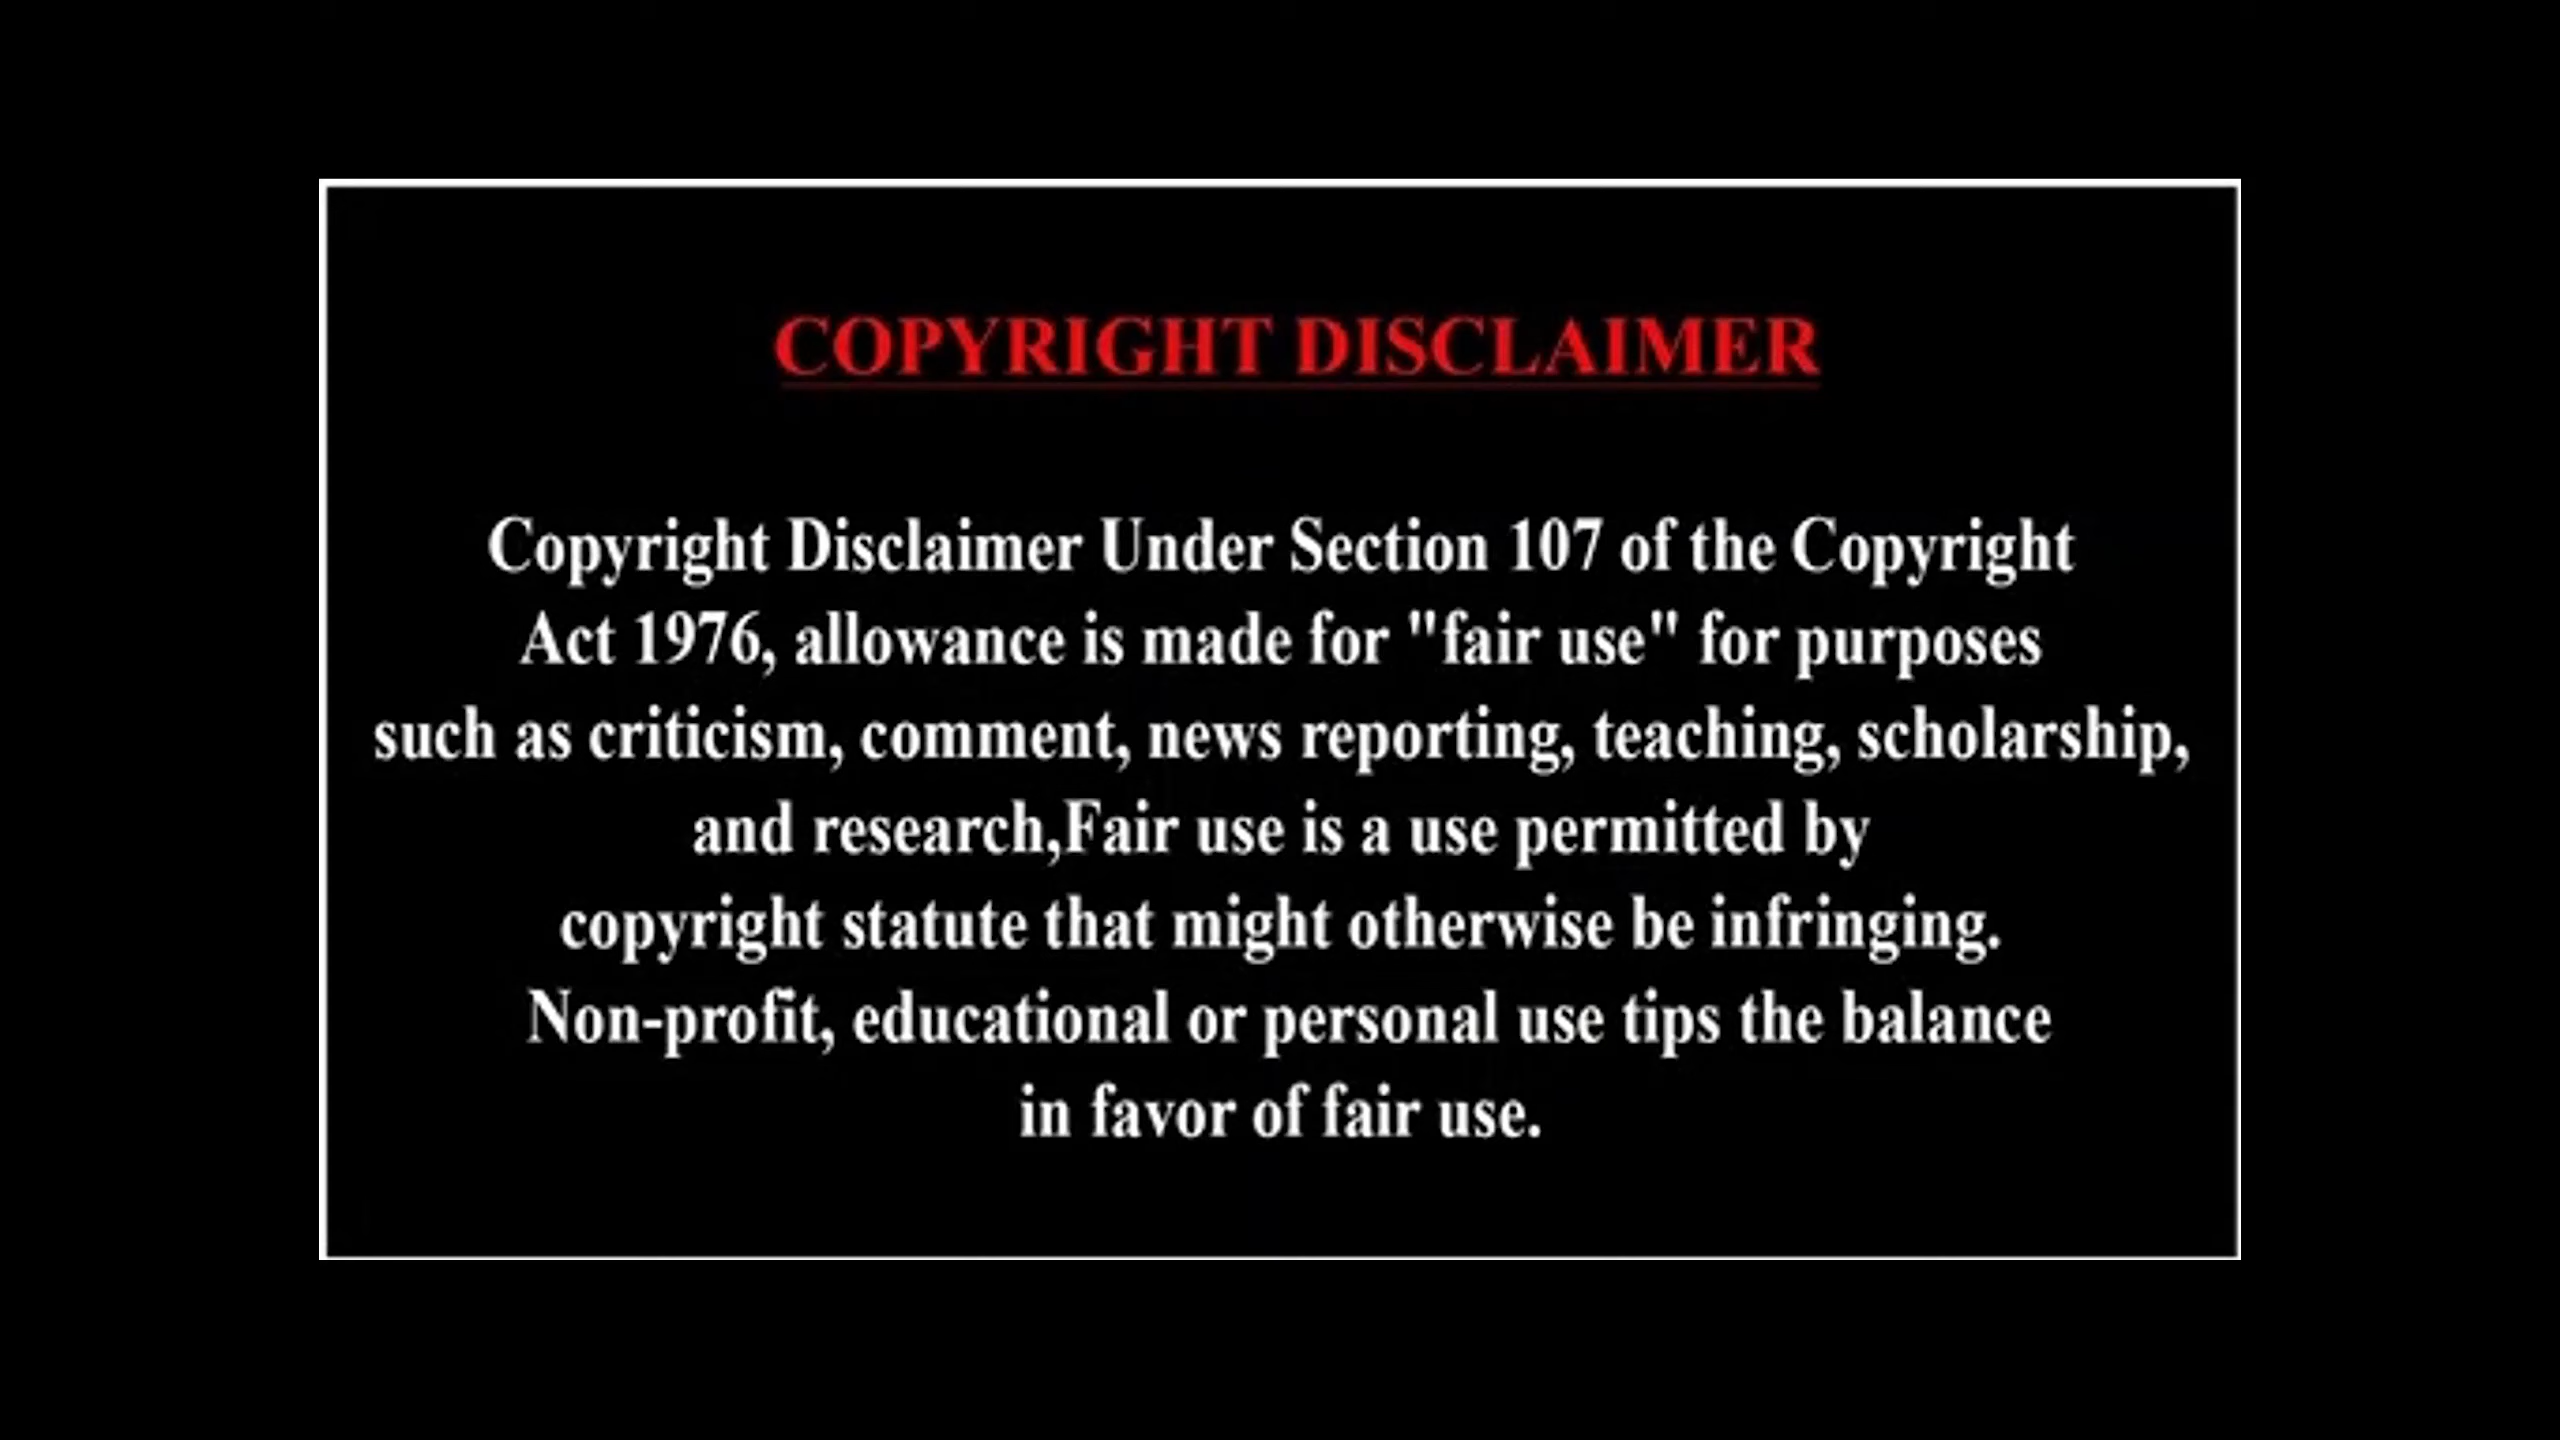 COPYRIGHT DISCLAIMER
Copyright Disclaimer Under Section 107 of the Copyright
Act 1976, allowance is made for "fair use" for purposes
such as criticism, comment, news reporting, teaching, scholarship,
and research,Fair use is a use permitted by
copyright statute that might otherwise be infringing.
Non-profit, educational or personal use tips the balance
in favor of fair use.